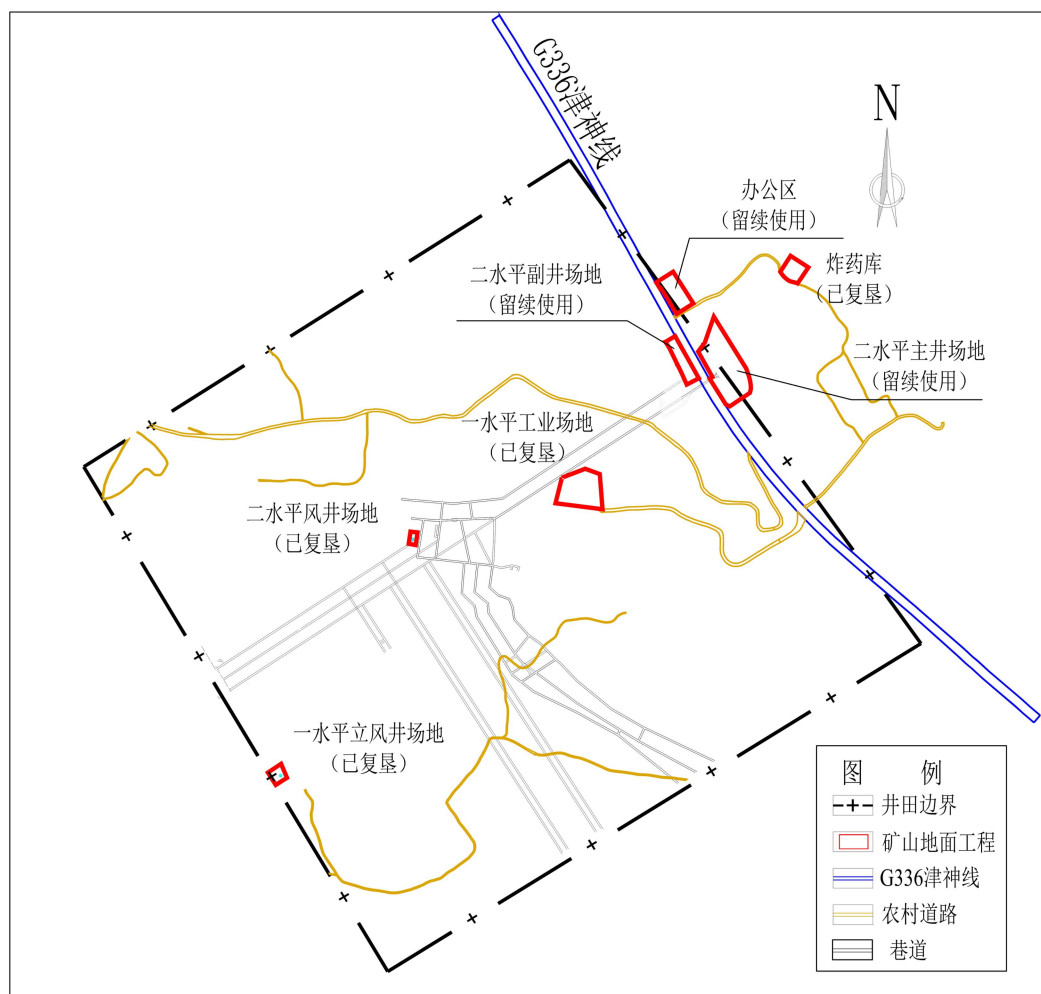 G336津神线
N
办公区
（留续使用）
炸药库
（已复垦）
二水平副井场地
（留续使用）
二水平主井场地
（留续使用）
一水平工业场地
（已复垦）
二水平风井场地
（已复垦）
一水平立风井场地
（已复垦）
图 例
井田边界
矿山地面工程
G336津神线
农村道路
巷道